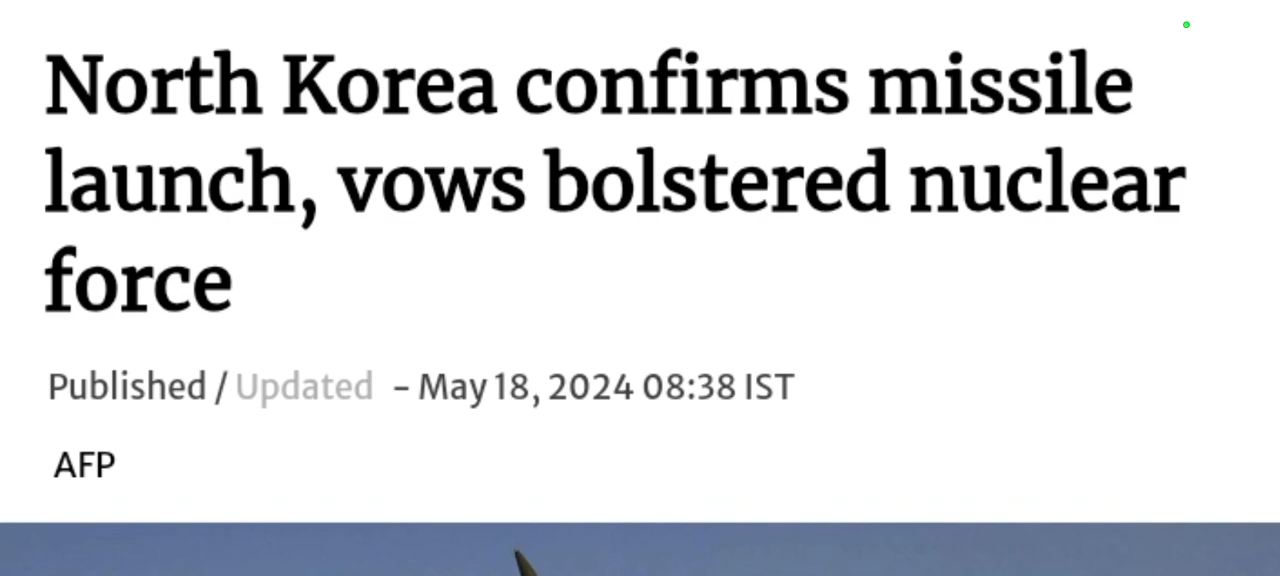 North Korea confirms missile
launch, vows bolstered nuclear
force
Published / Updated - May 18, 2024 08:38 IST
AFP